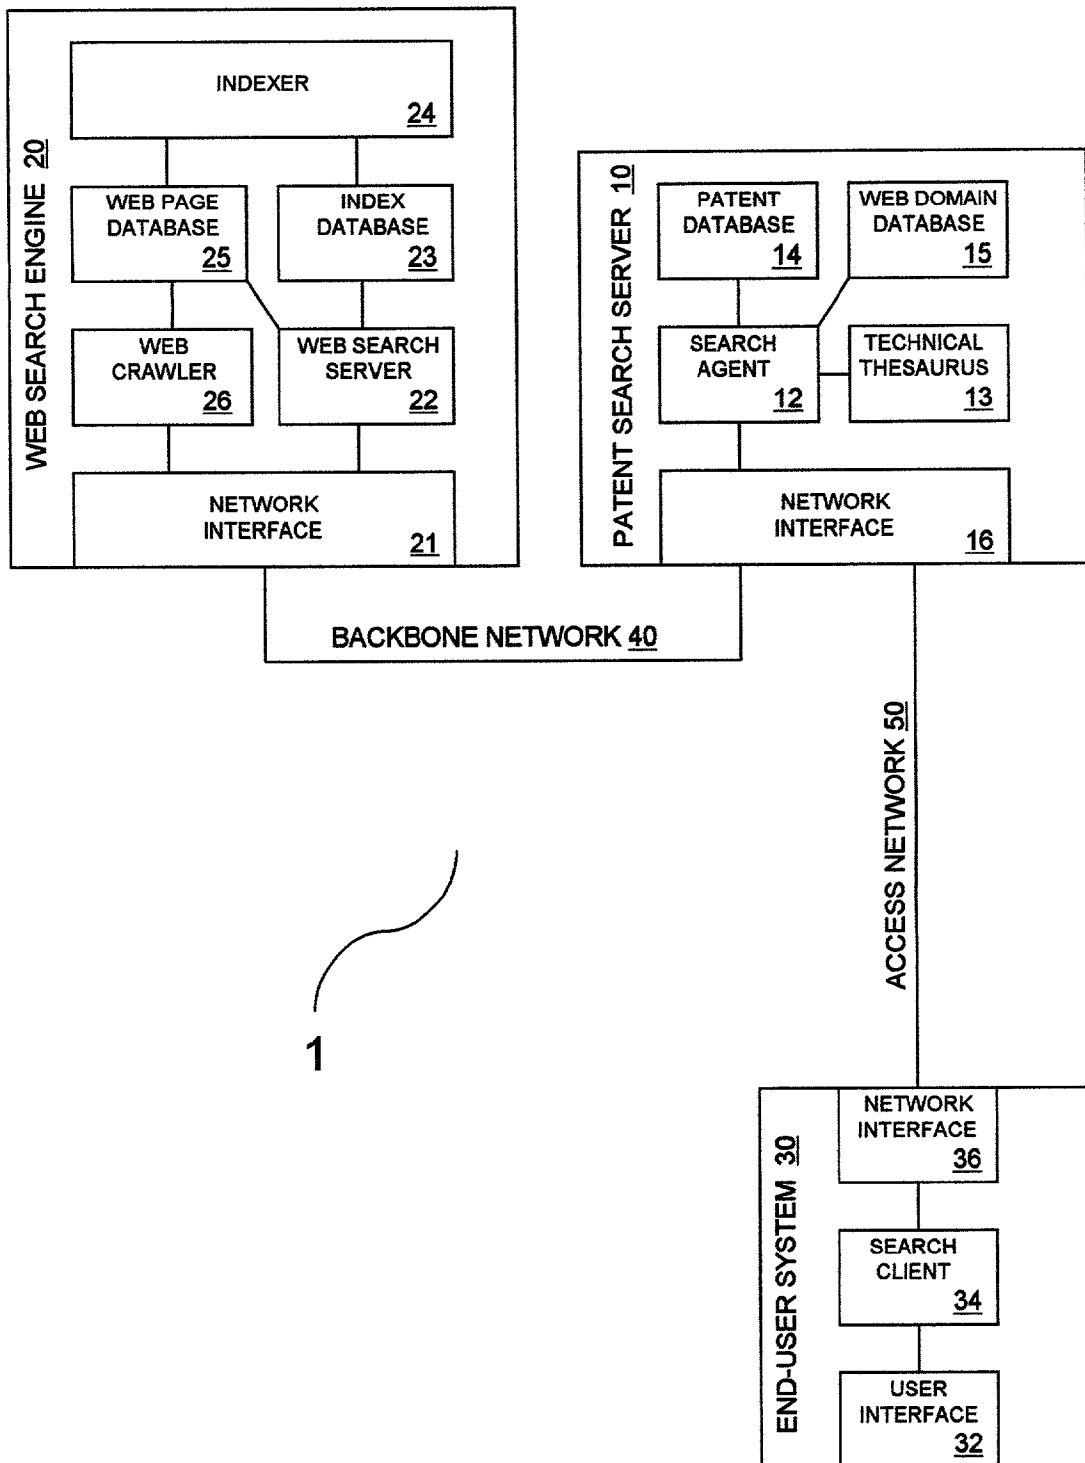 WEB SEARCH ENGINE 20
INDEXER
24
WEB PAGE
DATABASE
25
INDEX
DATABASE
23
WEB
CRAWLER
26
WEB SEARCH
SERVER
22
NETWORK
INTERFACE
21
PATENT SEARCH SERVER 10
PATENT
DATABASE
14
WEB DOMAIN
DATABASE
15
SEARCH
AGENT
12
TECHNICAL
THESAURUS
13
NETWORK
INTERFACE
16
BACKBONE NETWORK 40
ACCESS NETWORK 50
1
END-USER SYSTEM 30
NETWORK
INTERFACE
36
SEARCH
CLIENT
34
USER
INTERFACE
32